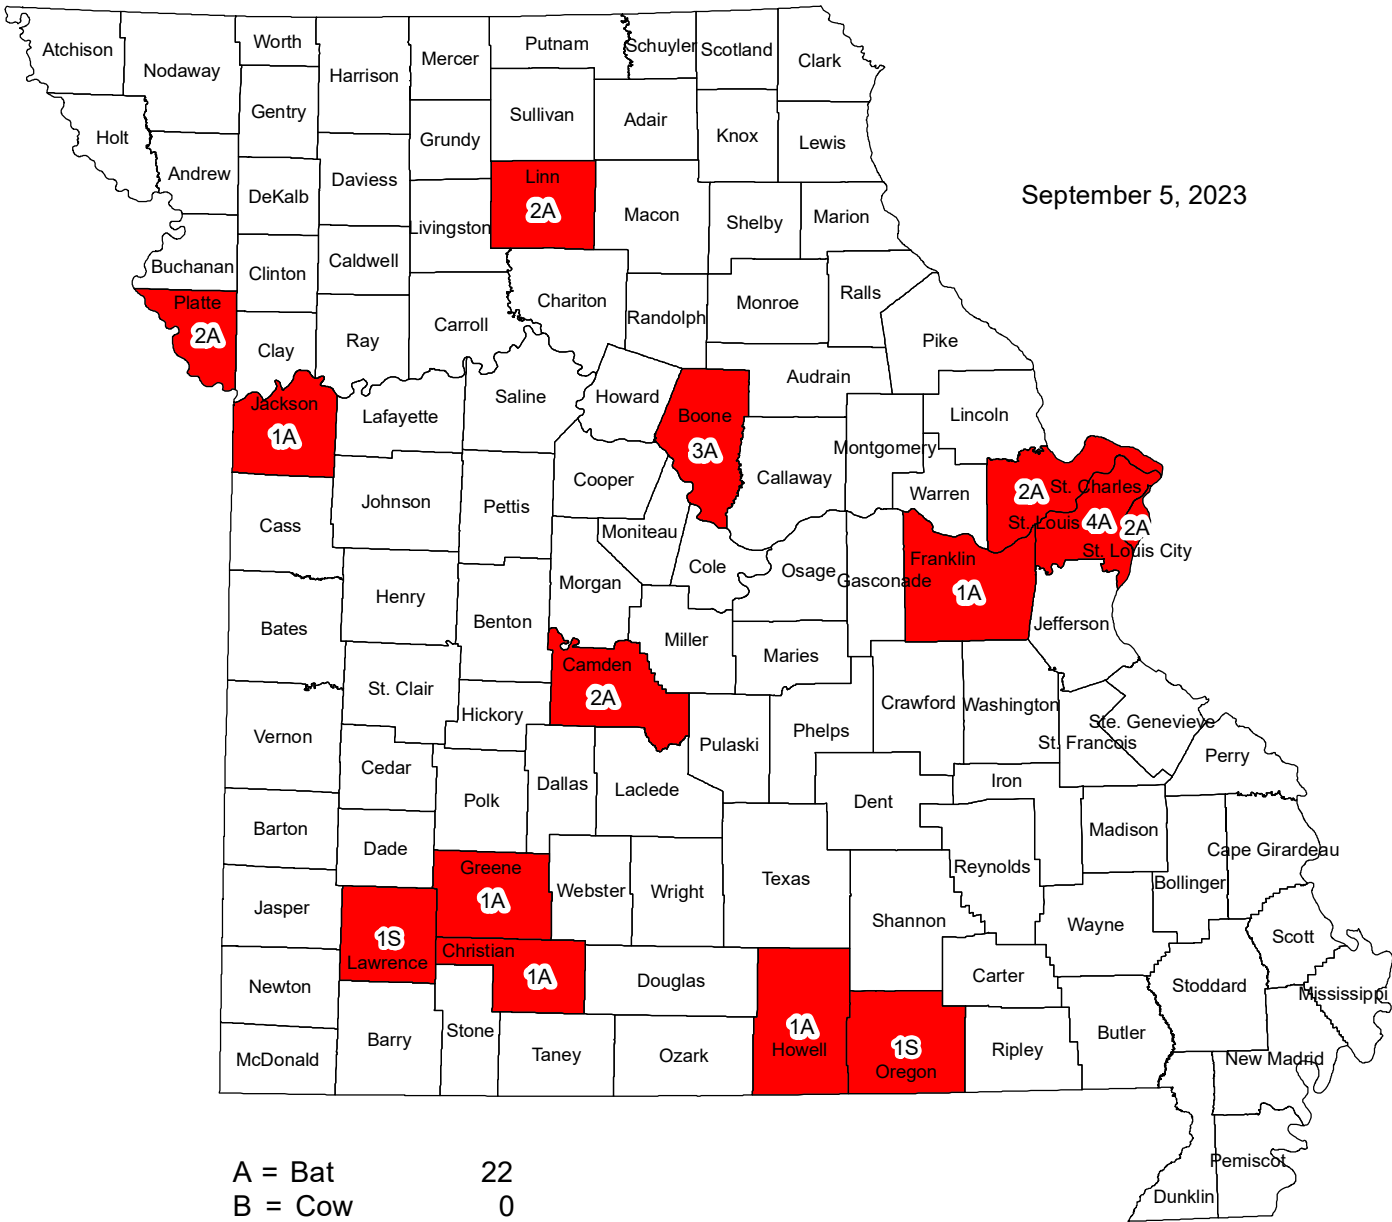 Atchison
Nodaway
Worth
Harrison
Mercer
Putnam
Schuyler
Scotland
Clark
Gentry
Sullivan
Adair
Knox
Lewis
Holt
Andrew
DeKalb
Daviess
Grundy
Linn
2A
Macon
Shelby
Marion
September 5, 2023
Livingston
Buchanan
Clinton
Caldwell
Platte
2A
Clay
Ray
Carroll
Chariton
Randolph
Monroe
Ralls
Pike
Jackson
1A
Lafayette
Saline
Howard
Boone
3A
Audrain
Lincoln
Montgomery
Callaway
Warren
2A
St. Charles
St. Louis
4A
2A
St. Louis City
Cass
Johnson
Pettis
Cooper
Moniteau
Cole
Osage
Gasconade
Franklin
1A
Jefferson
Bates
Henry
Benton
Morgan
Miller
Maries
Camden
2A
St. Clair
Hickory
Vernon
Cedar
Polk
Dallas
Laclede
Pulaski
Phelps
Crawford
Washington
Ste. Genevieve
St. Francois
Perry
Iron
Dent
Madison
Cape Girardeau
Bollinger
Reynolds
Barton
Dade
Greene
1A
Webster
Wright
Texas
Shannon
Wayne
Scott
Jasper
1S
Lawrence
Christian
1A
Douglas
Carter
Stoddard
Mississippi
Newton
Barry
Stone
Taney
Ozark
1A
Howell
1S
Oregon
Ripley
Butler
New Madrid
McDonald
Pemiscot
Dunklin
A = Bat 22
B = Cow 0